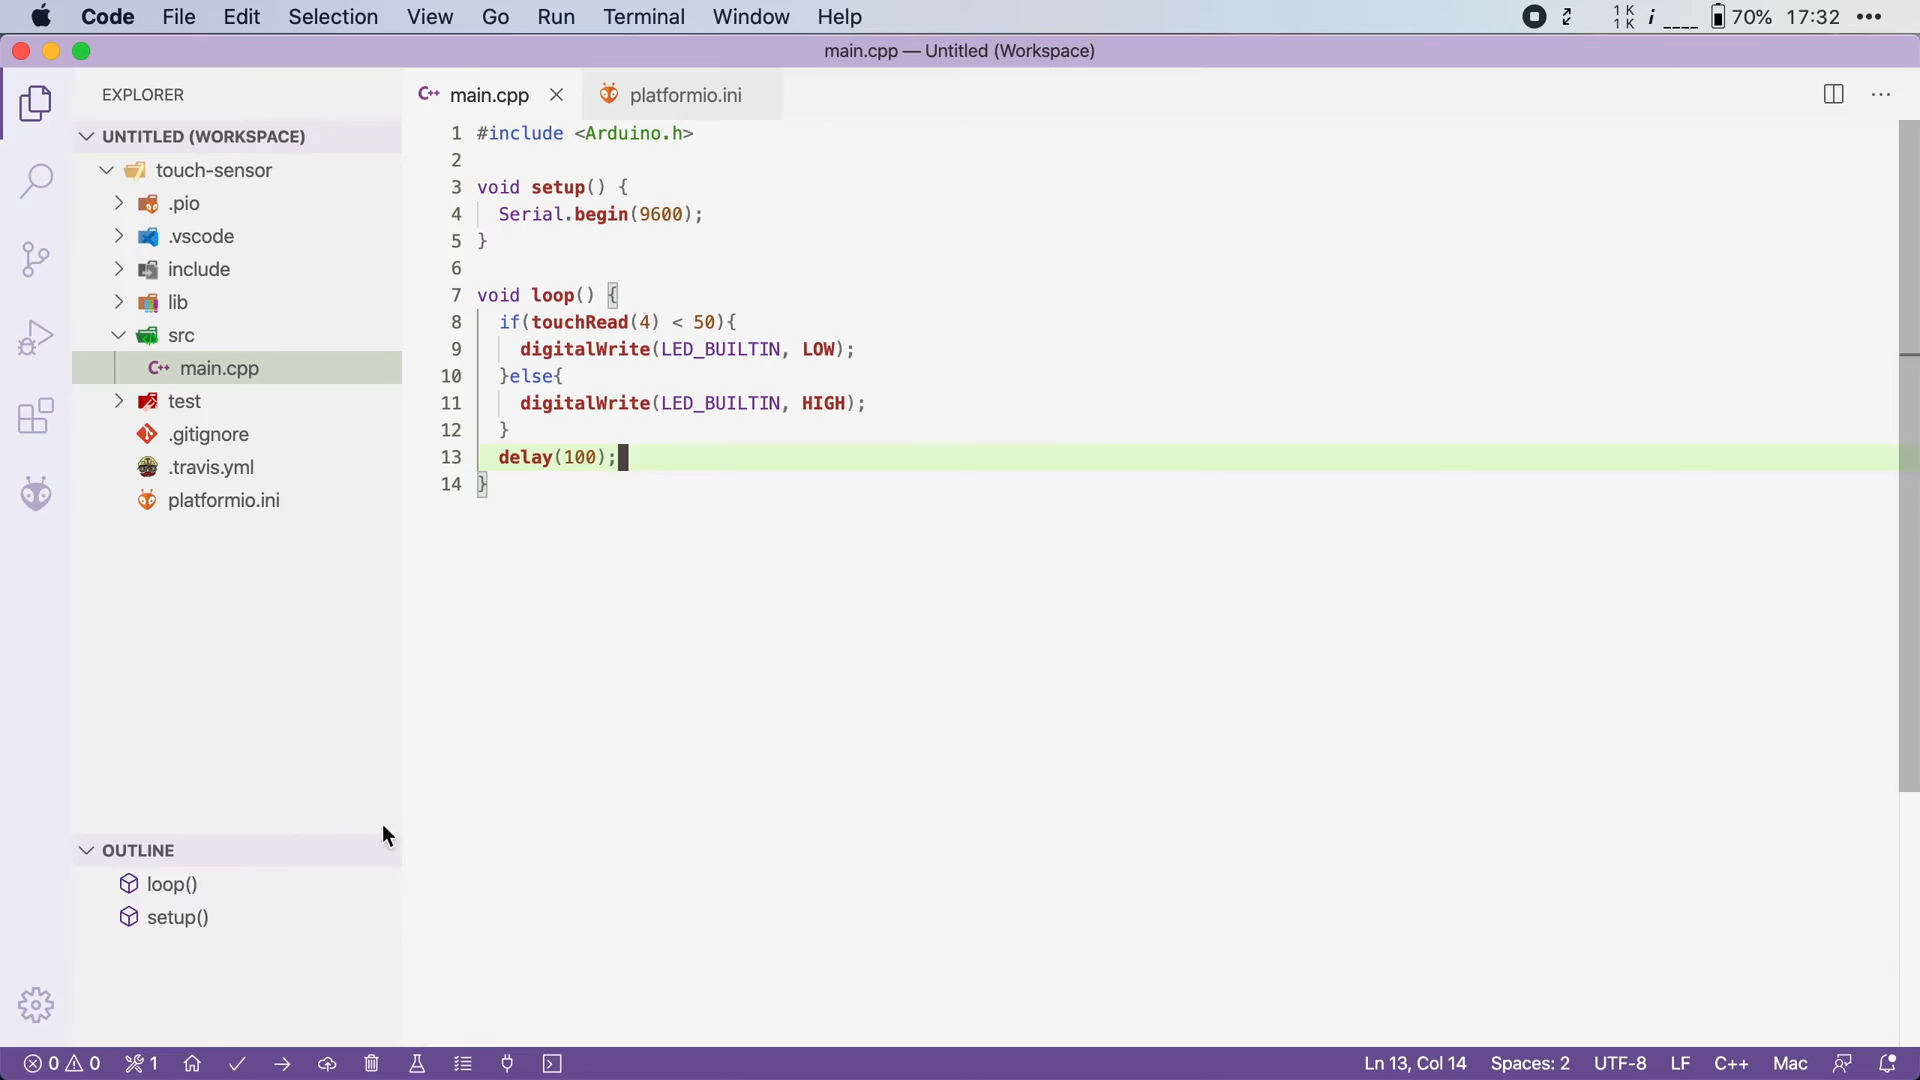 Code File Edit Selection View Go Run Terminal Window Help 1 K 1 K i 70% 17:32
main.cpp — Untitled (Workspace)
EXPLORER
UNTITLED (WORKSPACE)
touch-sensor
.pio
.vscode
include
lib
src
C++ main.cpp
test
.gitignore
.travis.yml
platformio.ini
OUTLINE
loop()
setup()
C++ main.cpp platformio.ini
1 #include <Arduino.h>
2
3 void setup() {
4 Serial.begin(9600);
5 }
6
7 void loop() {
8 if(touchRead(4) < 50){
9 digitalWrite(LED_BUILTIN, LOW);
10 }else{
11 digitalWrite(LED_BUILTIN, HIGH);
12 }
13 delay(100);
14 }
0 0 1 Ln 13, Col 14 Spaces: 2 UTF-8 LF C++ Mac